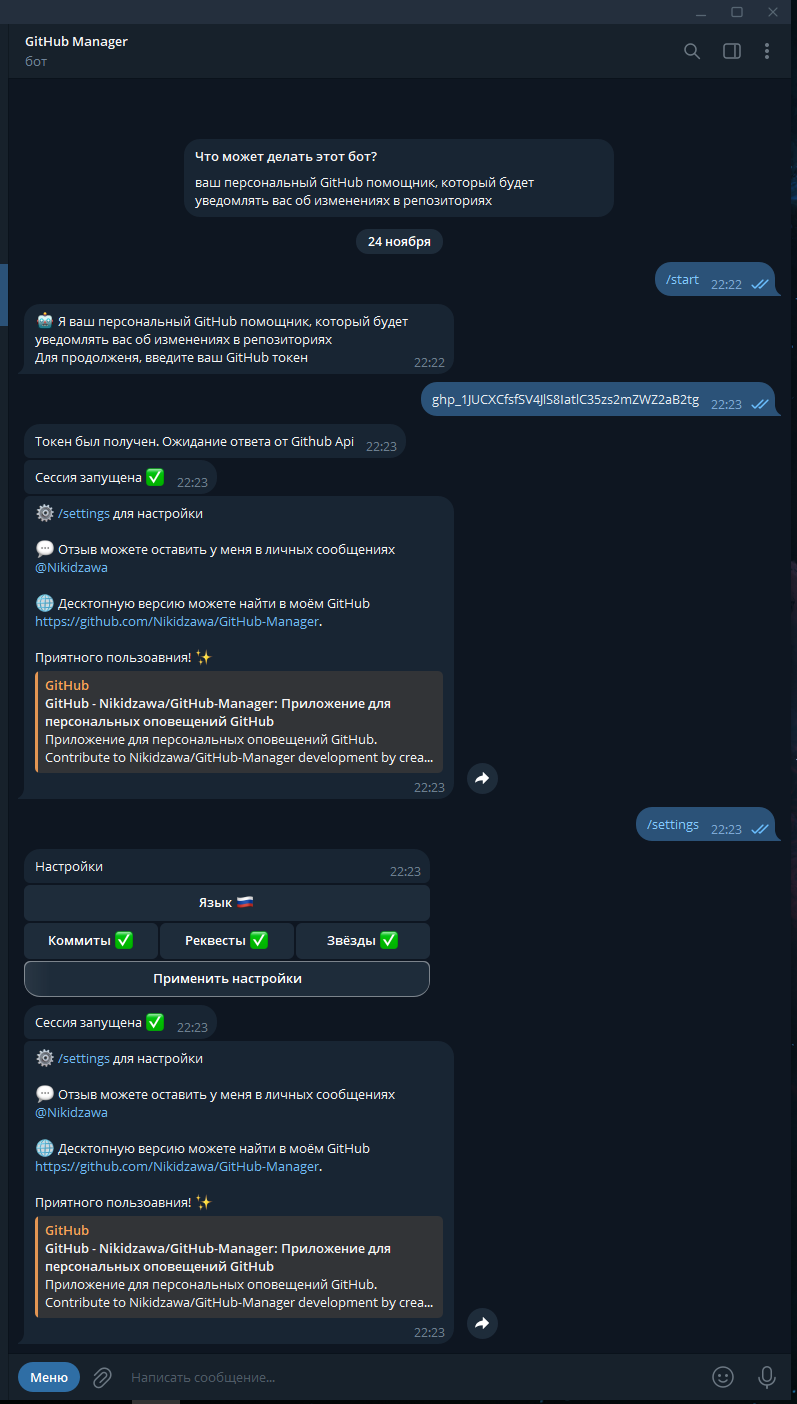 GitHub Manager
бот
Что может делать этот бот?
ваш персональный GitHub помощник, который будет
уведомлять вас об изменениях в репозиториях
24 ноября
/start 22:22
Я ваш персональный GitHub помощник, который будет
уведомлять вас об изменениях в репозиториях
Для продолженя, введите ваш GitHub токен
22:22
22:23
Токен был получен. Ожидание ответа от Github Api 22:23
Сессия запущена ✅ 22:23
⚙️ /settings для настройки
💬 Отзыв можете оставить у меня в личных сообщениях
@Nikidzawa
🌐 Десктопную версию можете найти в моём GitHub
https://github.com/Nikidzawa/GitHub-Manager.
Приятного пользоавния! ✨
GitHub
GitHub - Nikidzawa/GitHub-Manager: Приложение для
персональных оповещений GitHub
Приложение для персональных оповещений GitHub.
Contribute to Nikidzawa/GitHub-Manager development by crea...
22:23
/settings 22:23
Настройки 22:23
Язык 🇷🇺
Коммиты ✅ Реквесты ✅ Звёзды ✅
Применить настройки
Сессия запущена ✅ 22:23
⚙️ /settings для настройки
💬 Отзыв можете оставить у меня в личных сообщениях
@Nikidzawa
🌐 Десктопную версию можете найти в моём GitHub
https://github.com/Nikidzawa/GitHub-Manager.
Приятного пользоавния! ✨
GitHub
GitHub - Nikidzawa/GitHub-Manager: Приложение для
персональных оповещений GitHub
Приложение для персональных оповещений GitHub.
Contribute to Nikidzawa/GitHub-Manager development by crea...
22:23
Меню Написать сообщение...